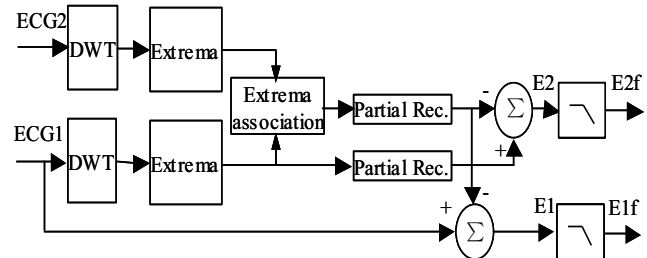 ECG2
DWT
Extrema
Extrema
association
Partial Rec.
-
Σ
E2
E2f
ECG1
DWT
Extrema
Partial Rec.
+
-
+
Σ
E1
E1f